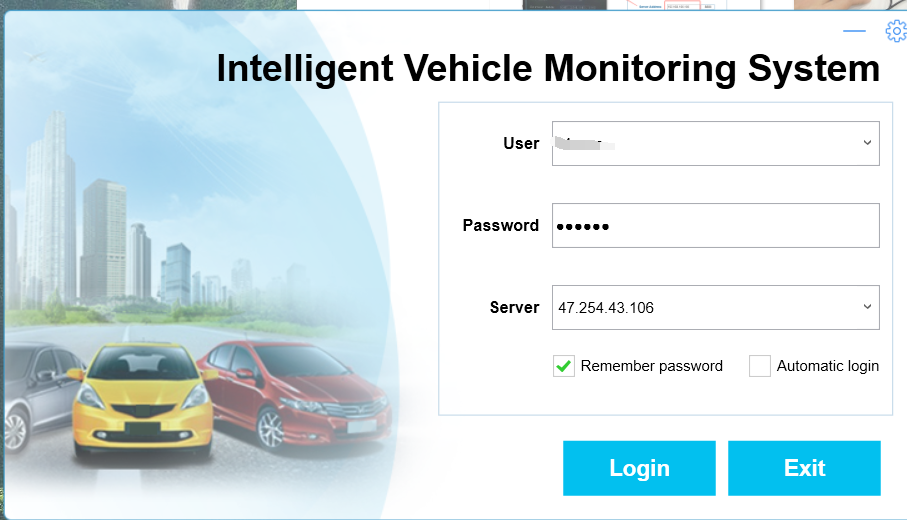 Intelligent Vehicle Monitoring System
User
Password ••••••
Server 47.254.43.106
Remember password Automatic login
Login Exit